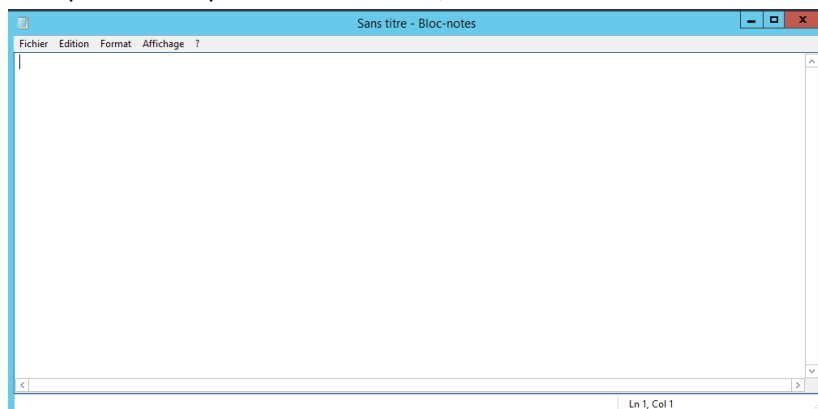 Sans titre - Bloc-notes
Fichier Edition Format Affichage ?
Ln 1, Col 1